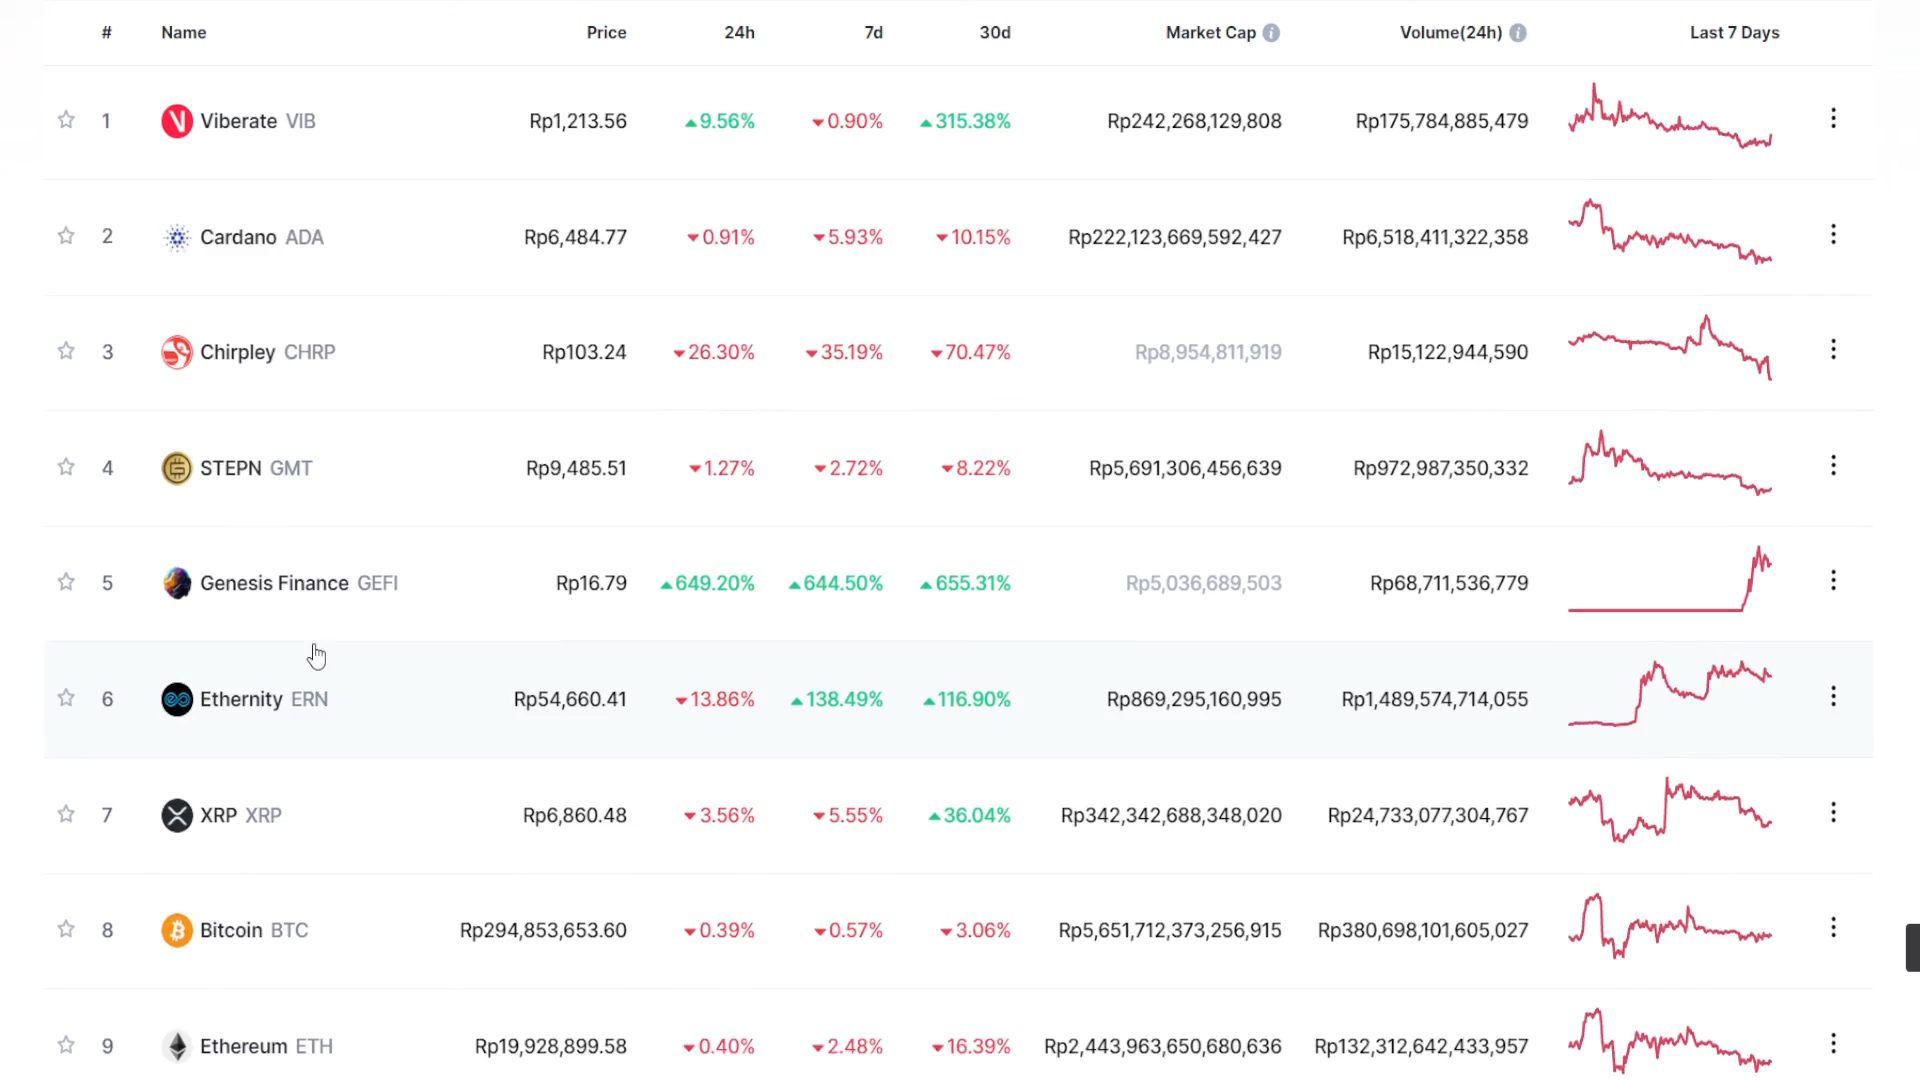 # Name Price 24h 7d 30d Market Cap Volume(24h) Last 7 Days
1 Viberate VIB Rp1,213.56 9.56% 0.90% 315.38% Rp242,268,129,808 Rp175,784,885,479
2 Cardano ADA Rp6,484.77 0.91% 5.93% 10.15% Rp222,123,669,592,427 Rp6,518,411,322,358
3 Chirpley CHRP Rp103.24 26.30% 35.19% 70.47% Rp8,954,811,919 Rp15,122,944,590
4 STEPN GMT Rp9,485.51 1.27% 2.72% 8.22% Rp5,691,306,456,639 Rp972,987,350,332
5 Genesis Finance GEFI Rp16.79 649.20% 644.50% 655.31% Rp5,036,689,503 Rp68,711,536,779
6 Ethernity ERN Rp54,660.41 13.86% 138.49% 116.90% Rp869,295,160,995 Rp1,489,574,714,055
7 XRP XRP Rp6,860.48 3.56% 5.55% 36.04% Rp342,342,688,348,020 Rp24,733,077,304,767
8 Bitcoin BTC Rp294,853,653.60 0.39% 0.57% 3.06% Rp5,651,712,373,256,915 Rp380,698,101,605,027
9 Ethereum ETH Rp19,928,899.58 0.40% 2.48% 16.39% Rp2,443,963,650,680,636 Rp132,312,642,433,957